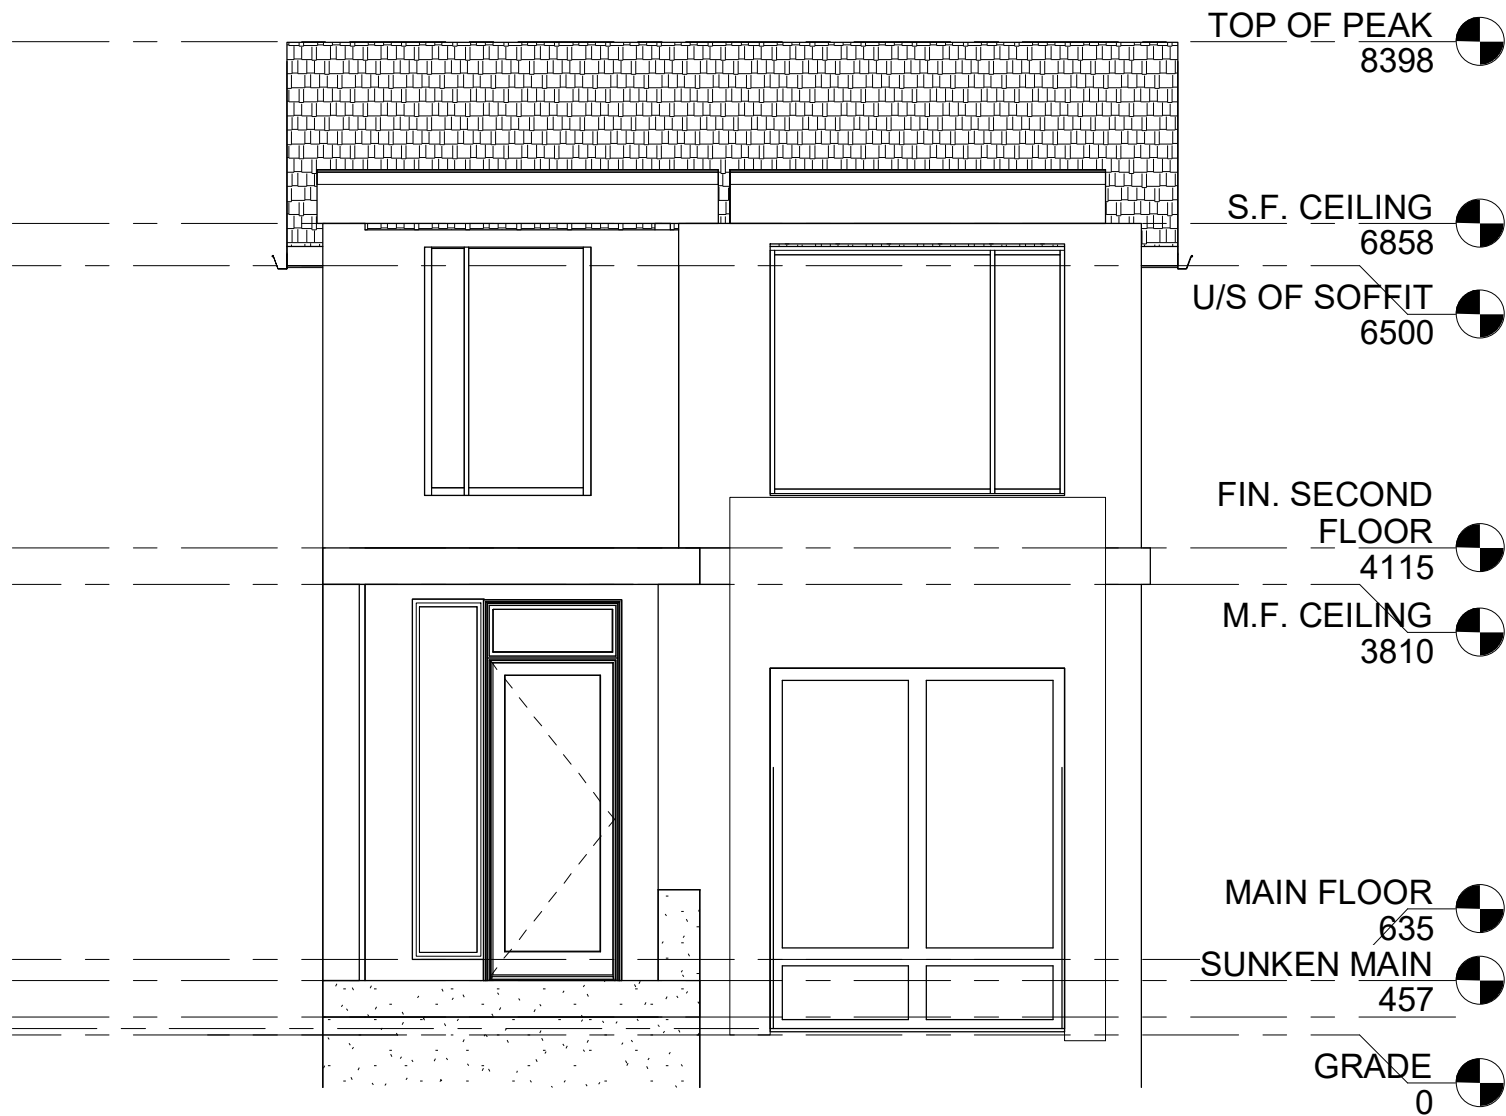 TOP OF PEAK
8398
S.F. CEILING
6858
U/S OF SOFFIT
6500
FIN. SECOND
FLOOR
4115
M.F. CEILING
3810
MAIN FLOOR
635
SUNKEN MAIN
457
GRADE
0